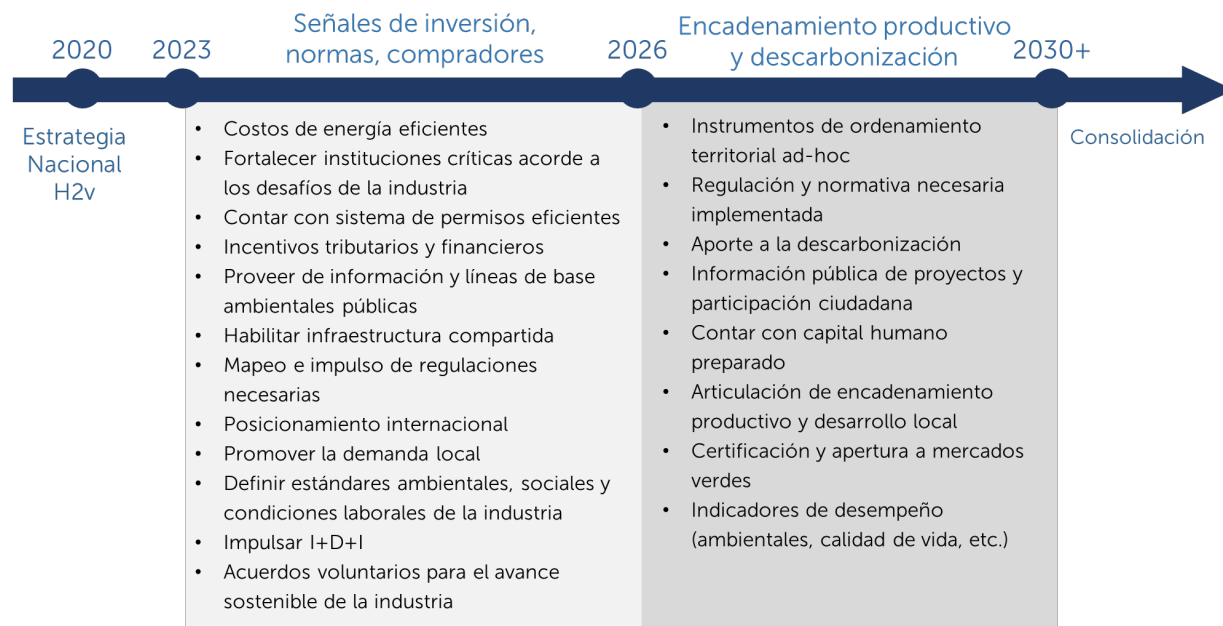 2020
Estrategia
Nacional
H2v
2023
Señales de inversión,
normas, compradores
• Costos de energía eficientes
• Fortalecer instituciones críticas acorde a
los desafíos de la industria
• Contar con sistema de permisos eficientes
• Incentivos tributarios y financieros
• Proveer de información y líneas de base
ambientales públicas
• Habilitar infraestructura compartida
• Mapeo e impulso de regulaciones
necesarias
• Posicionamiento internacional
• Promover la demanda local
• Definir estándares ambientales, sociales y
condiciones laborales de la industria
• Impulsar I+D+I
• Acuerdos voluntarios para el avance
sostenible de la industria
2026
Encadenamiento productivo
y descarbonización
• Instrumentos de ordenamiento
territorial ad-hoc
• Regulación y normativa necesaria
implementada
• Aporte a la descarbonización
• Información pública de proyectos y
participación ciudadana
• Contar con capital humano
preparado
• Articulación de encadenamiento
productivo y desarrollo local
• Certificación y apertura a mercados
verdes
• Indicadores de desempeño
(ambientales, calidad de vida, etc.)
2030+
Consolidación